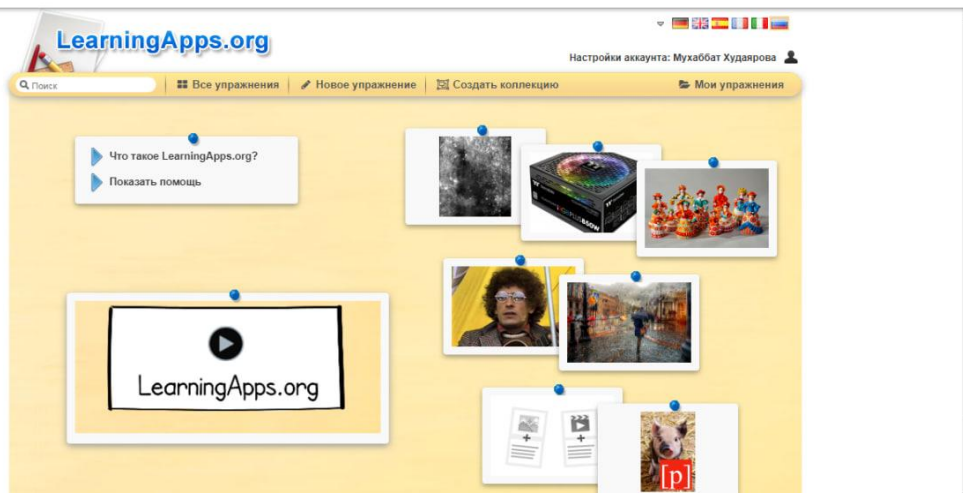 LearningApps.org
Настройки аккаунта: Мухаббат Худаярова
Поиск
Все упражнения
Новое упражнение
Создать коллекцию
Мои упражнения
Что такое LearningApps.org?
Показать помощь
LearningApps.org
850W
[p]